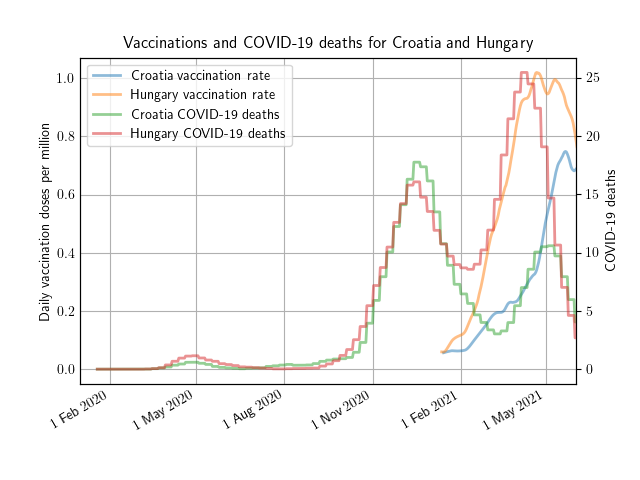 Vaccinations and COVID-19 deaths for Croatia and Hungary
Croatia vaccination rate
Hungary vaccination rate
Croatia COVID-19 deaths
Hungary COVID-19 deaths
Daily vaccination doses per million
1.0
0.8
0.6
0.4
0.2
0.0
25
20
15
10
5
0
COVID-19 deaths
1 Feb 2020
1 May 2020
1 Aug 2020
1 Nov 2020
1 Feb 2021
1 May 2021